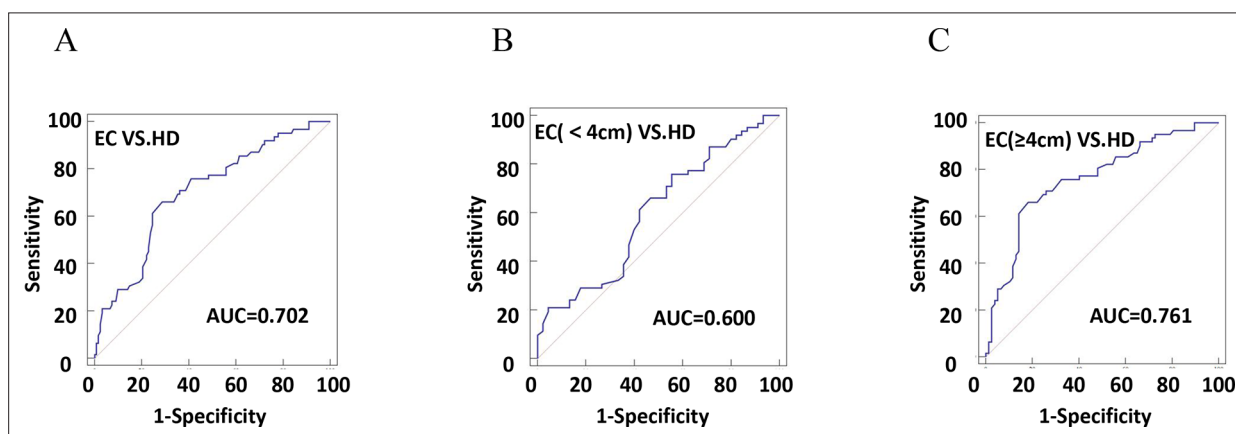 A
B
C
100
80
60
40
20
0
Sensitivity
EC VS.HD
AUC=0.702
0 20 40 60 80 100
1-Specificity
100
80
60
40
20
0
Sensitivity
EC( < 4cm) VS.HD
AUC=0.600
0 20 40 60 80 100
1-Specificity
100
80
60
40
20
0
Sensitivity
EC(≥4cm) VS.HD
AUC=0.761
0 20 40 60 80 100
1-Specificity